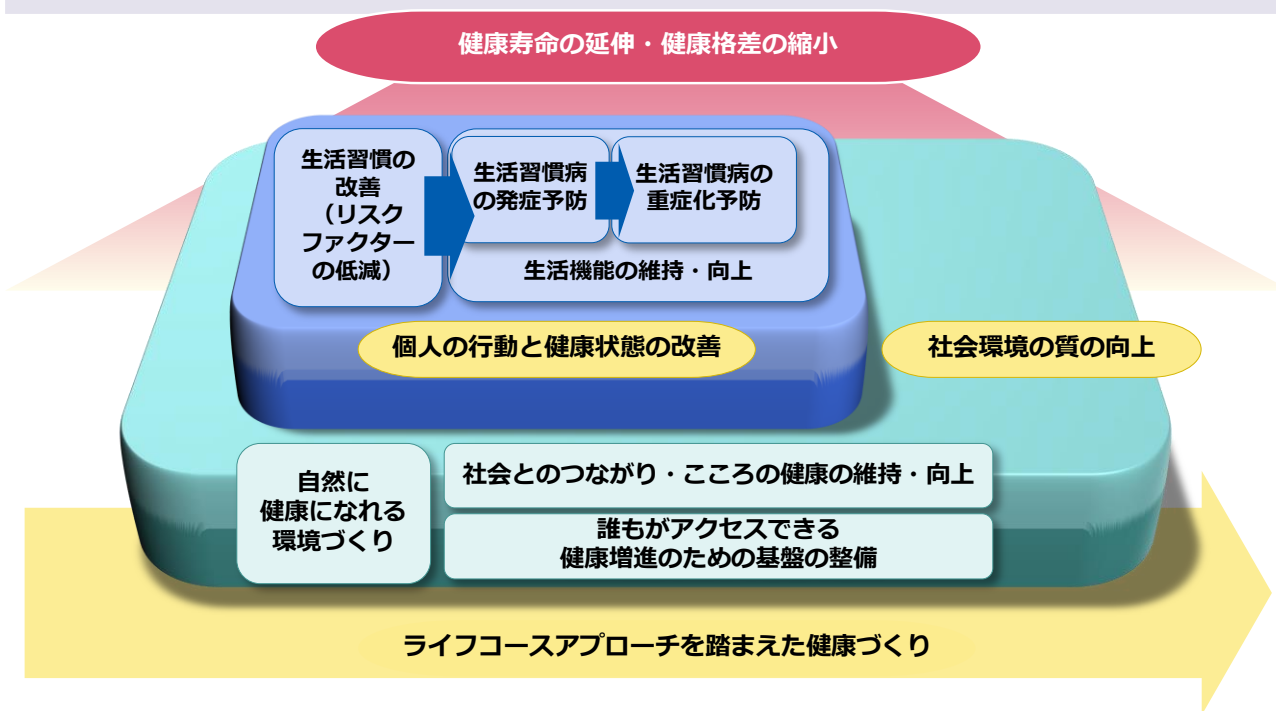 健康寿命の延伸・健康格差の縮小
生活習慣の
改善
（リスク
ファクター
の低減）
生活習慣病
の発症予防
生活習慣病の
重症化予防
生活機能の維持・向上
個人の行動と健康状態の改善
社会環境の質の向上
自然に
健康になれる
環境づくり
社会とのつながり・こころの健康の維持・向上
誰もがアクセスできる
健康増進のための基盤の整備
ライフコースアプローチを踏まえた健康づくり